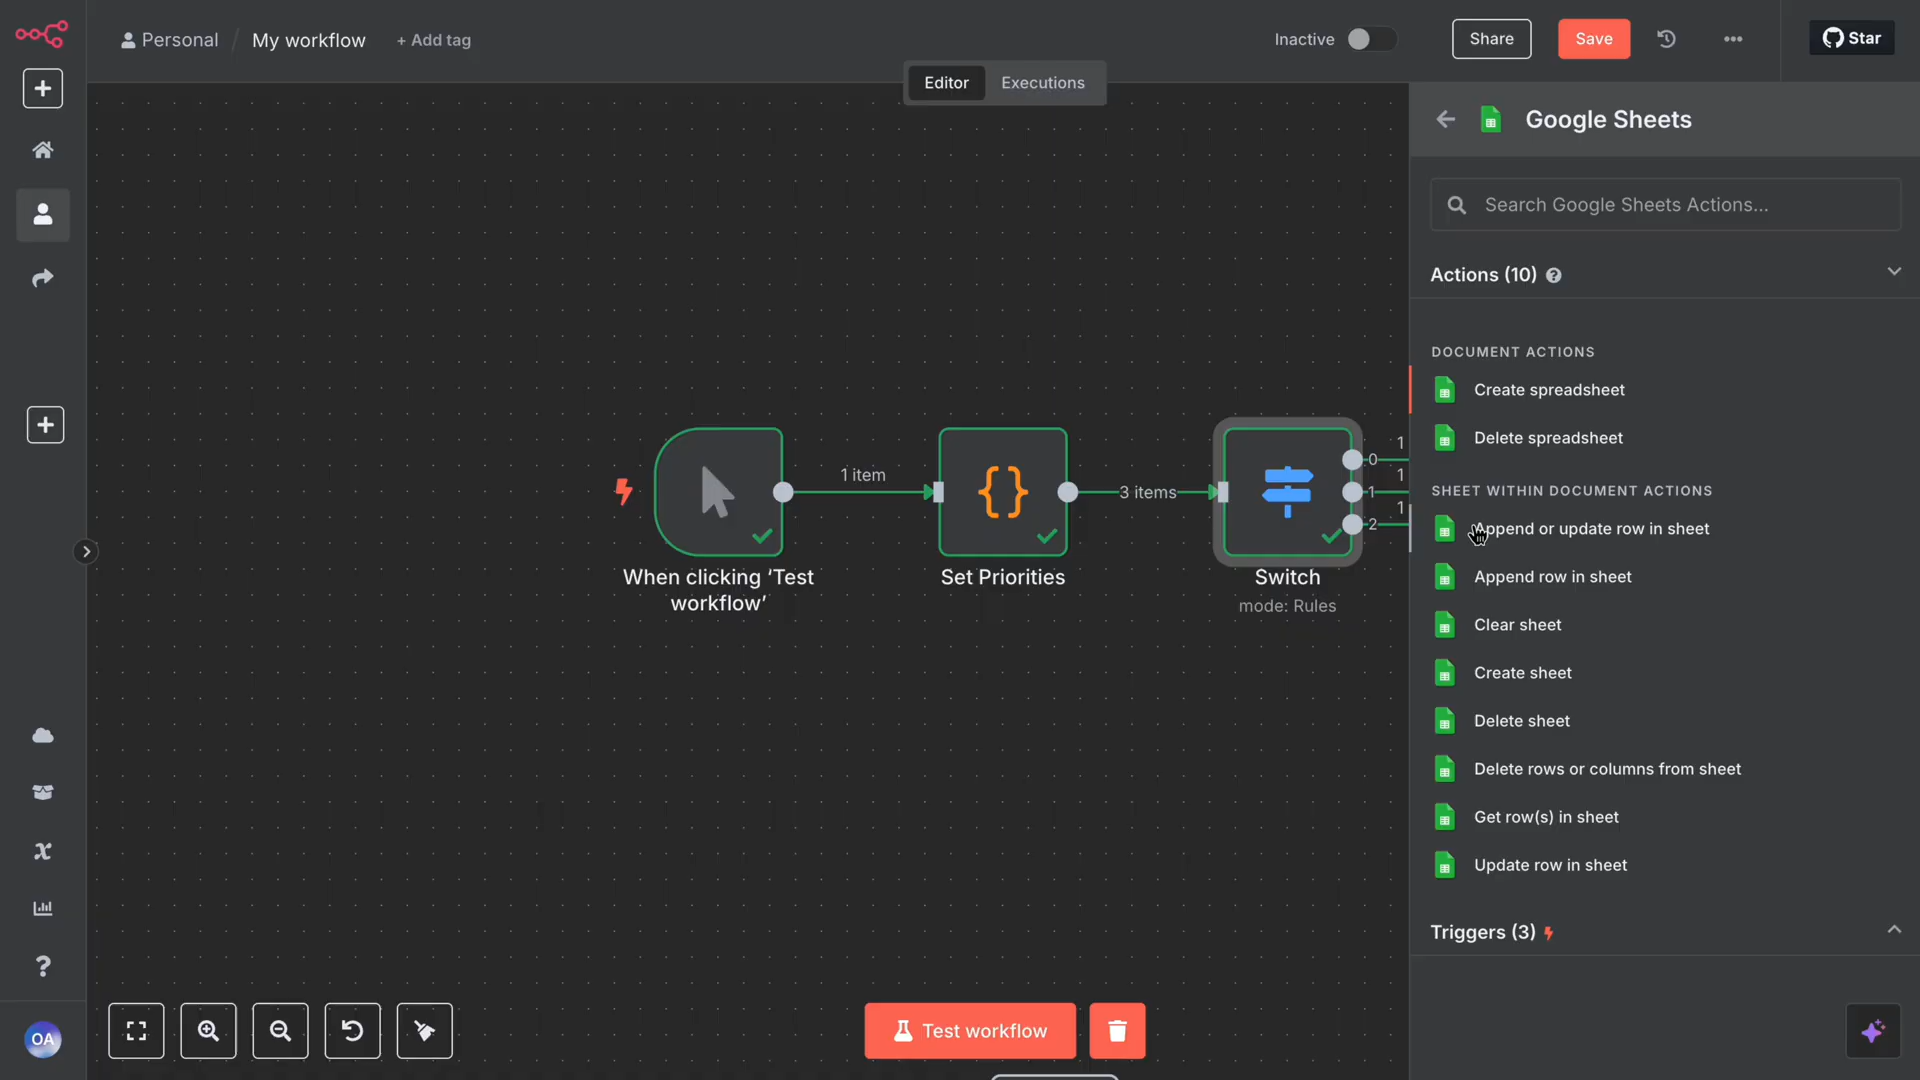 Personal / My workflow + Add tag
Inactive
Share
Save
Star
Editor
Executions
Google Sheets
Search Google Sheets Actions...
Actions (10)
DOCUMENT ACTIONS
Create spreadsheet
Delete spreadsheet
SHEET WITHIN DOCUMENT ACTIONS
Append or update row in sheet
Append row in sheet
Clear sheet
Create sheet
Delete sheet
Delete rows or columns from sheet
Get row(s) in sheet
Update row in sheet
Triggers (3)
1 item
3 items
1
0
1
1
1
2
When clicking ‘Test
workflow’
Set Priorities
Switch
mode: Rules
OA
Test workflow